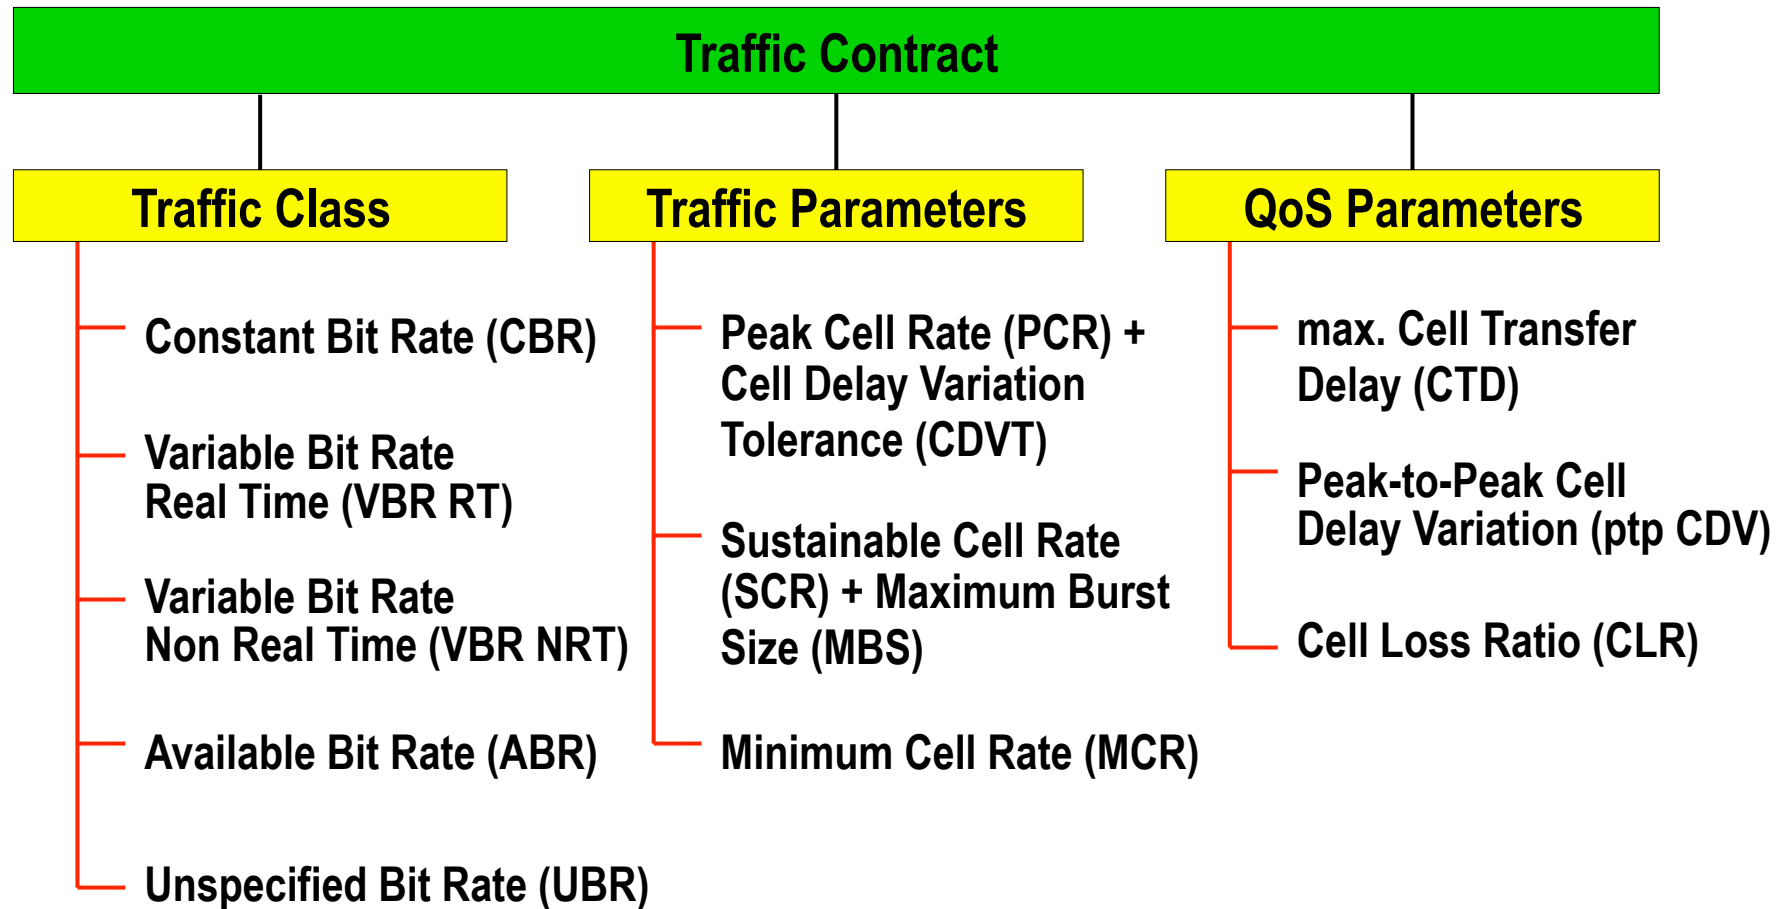 Traffic Contract
Traffic Class
Constant Bit Rate (CBR)
Variable Bit Rate
Real Time (VBR RT)
Variable Bit Rate
Non Real Time (VBR NRT)
Available Bit Rate (ABR)
Unspecified Bit Rate (UBR)
Traffic Parameters
Peak Cell Rate (PCR) +
Cell Delay Variation
Tolerance (CDVT)
Sustainable Cell Rate
(SCR) + Maximum Burst
Size (MBS)
Minimum Cell Rate (MCR)
QoS Parameters
max. Cell Transfer
Delay (CTD)
Peak-to-Peak Cell
Delay Variation (ptp CDV)
Cell Loss Ratio (CLR)